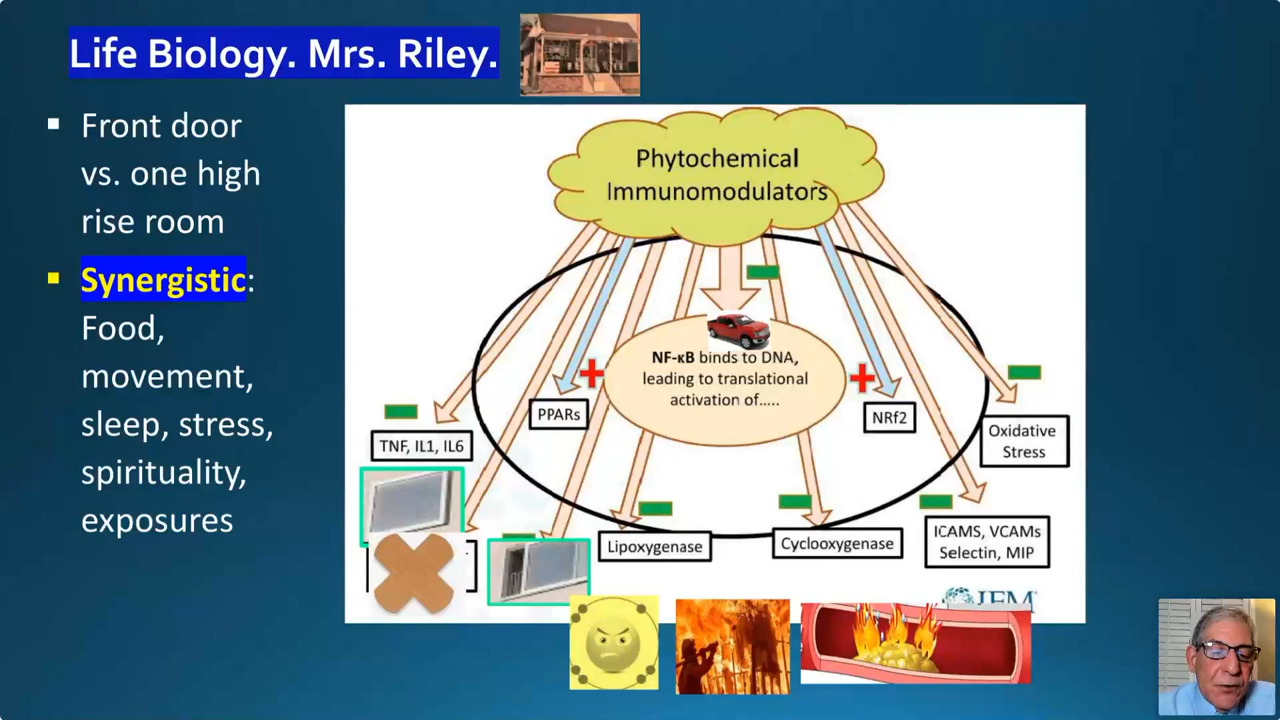 Life Biology. Mrs. Riley.
Front door
vs. one high
rise room
Synergistic:
Food,
movement,
sleep, stress,
spirituality,
exposures
Phytochemical
Immunomodulators
NF-κB binds to DNA,
leading to translational
activation of.....
PPARs
NRf2
TNF, IL1, IL6
Oxidative
Stress
Lipoxygenase
Cyclooxygenase
ICAMS, VCAMs
Selectin, MIP